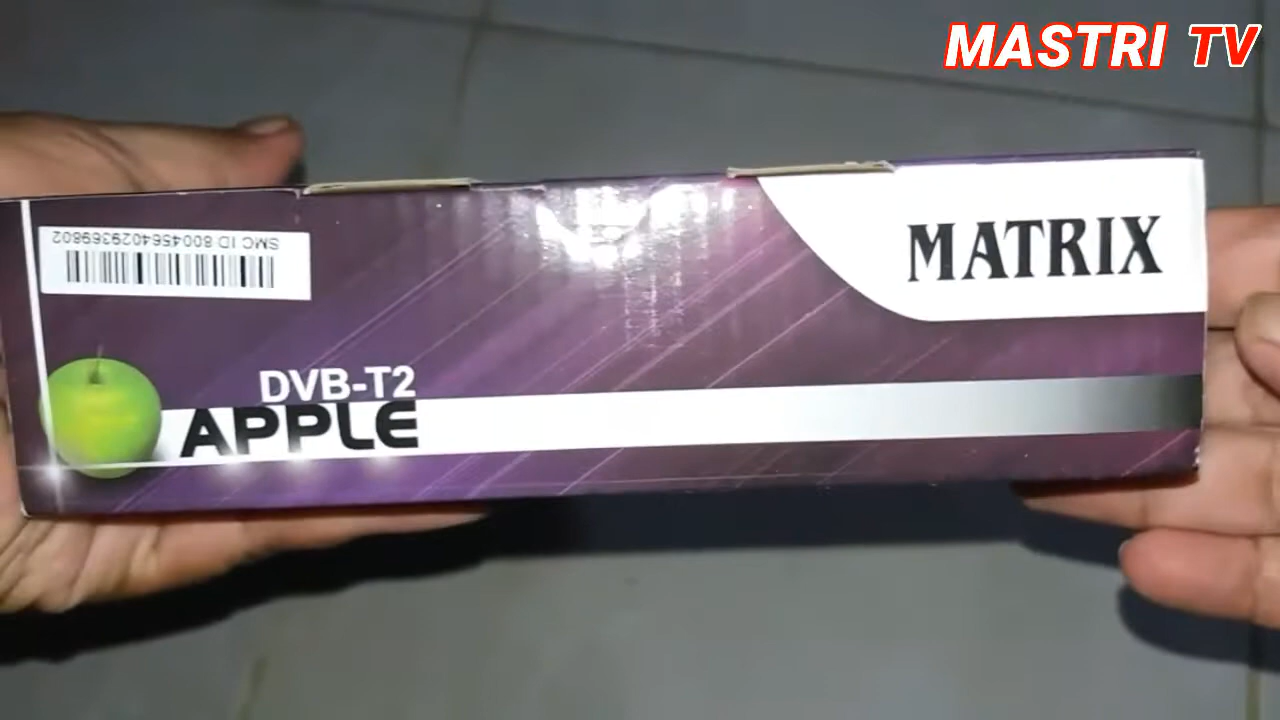 MASTRI TV
MATRIX
SMC ID 8004564029369802
DVB-T2
APPLE